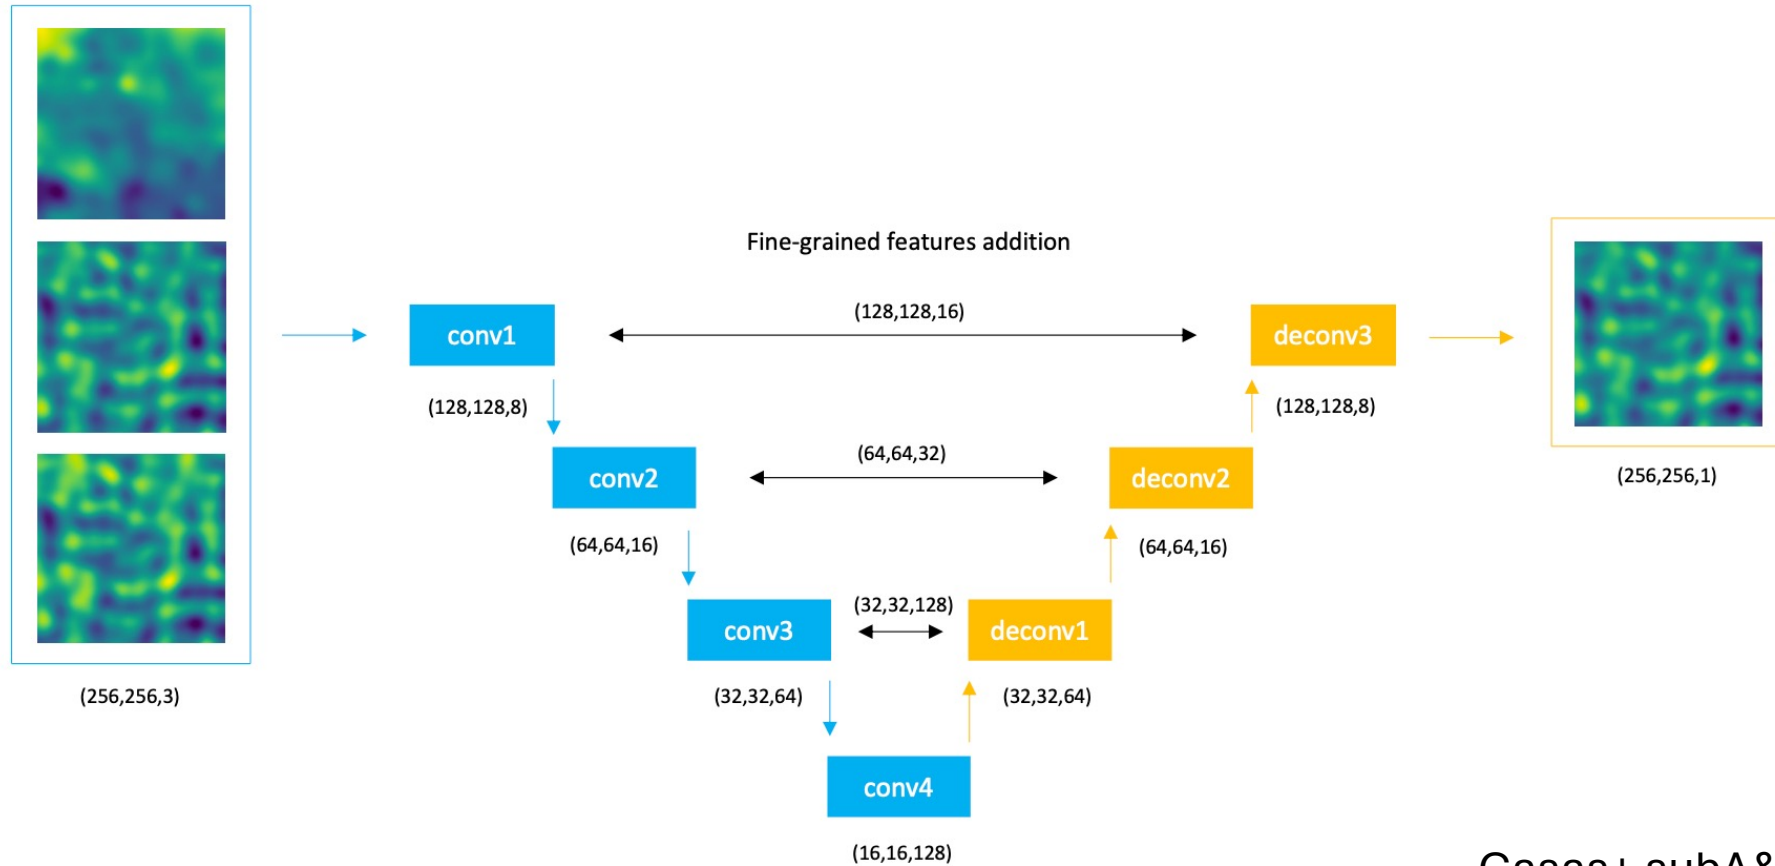 Fine-grained features addition
(128,128,16)
conv1
deconv3
(128,128,8)
(128,128,8)
(64,64,32)
conv2
deconv2
(256,256,1)
(64,64,16)
(64,64,16)
(32,32,128)
conv3
deconv1
(256,256,3)
(32,32,64)
(32,32,64)
conv4
(16,16,128)